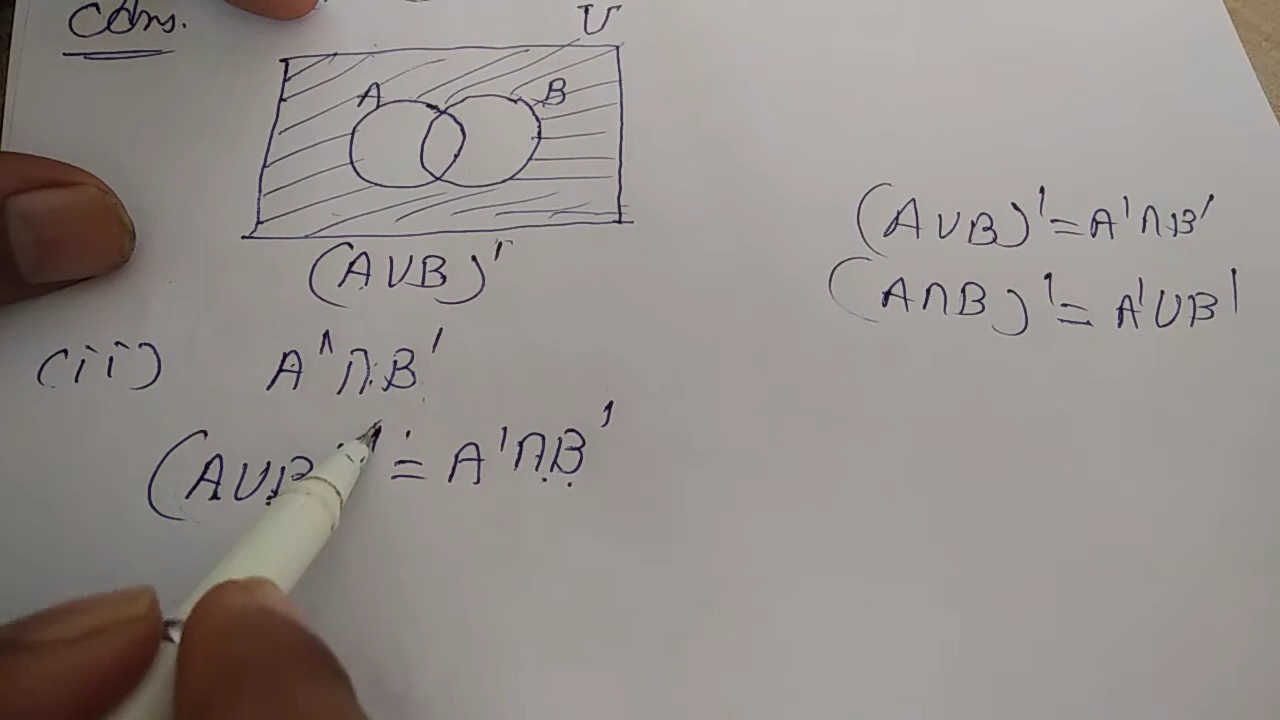 Ans.
U
A B
(A∪B)'
(ii) A'∩B'
(A∪B)' = A'∩B'
(A∪B)' = A'∩B'
(A∩B)' = A'∪B'